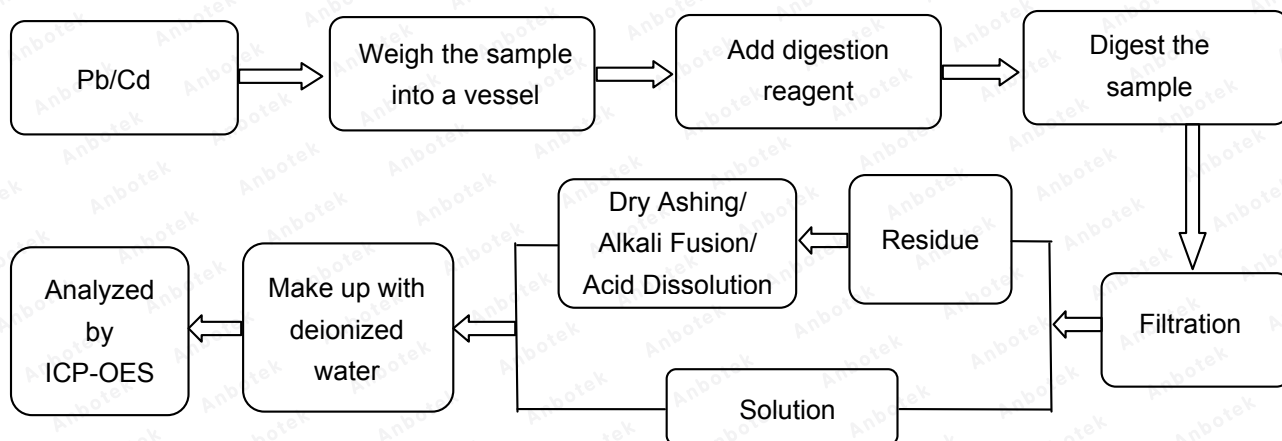 Pb/Cd
Weigh the sample
into a vessel
Add digestion
reagent
Digest the
sample
Filtration
Residue
Dry Ashing/
Alkali Fusion/
Acid Dissolution
Solution
Make up with
deionized
water
Analyzed
by
ICP-OES
Anbotek